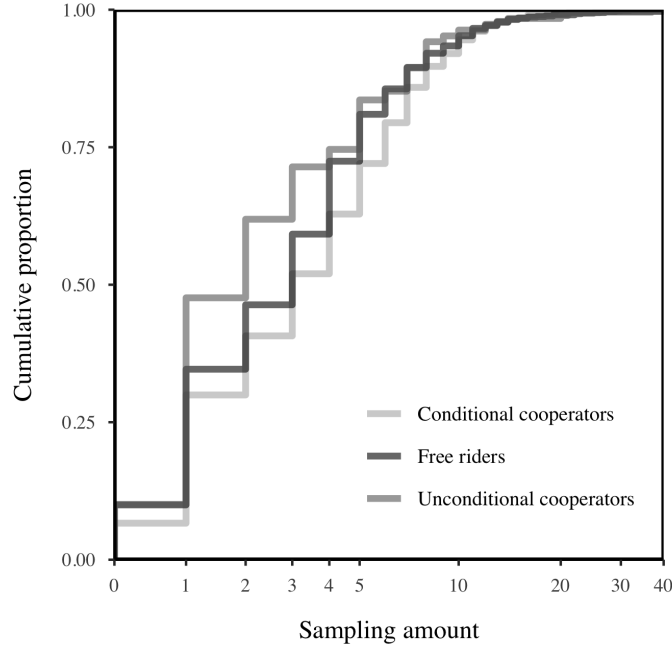 1.00
0.75
0.50
0.25
0.00
Cumulative proportion
Conditional cooperators
Free riders
Unconditional cooperators
0 1 2 3 4 5 10 20 30 40
Sampling amount